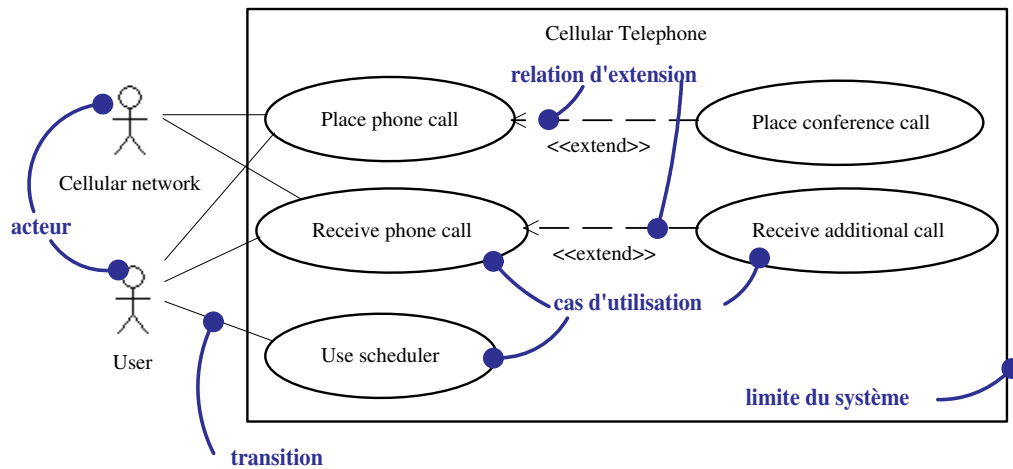 Cellular Telephone
relation d'extension
Place phone call
Place conference call
<<extend>>
Cellular network
acteur
Receive phone call
Receive additional call
<<extend>>
cas d'utilisation
User
Use scheduler
limite du système
transition